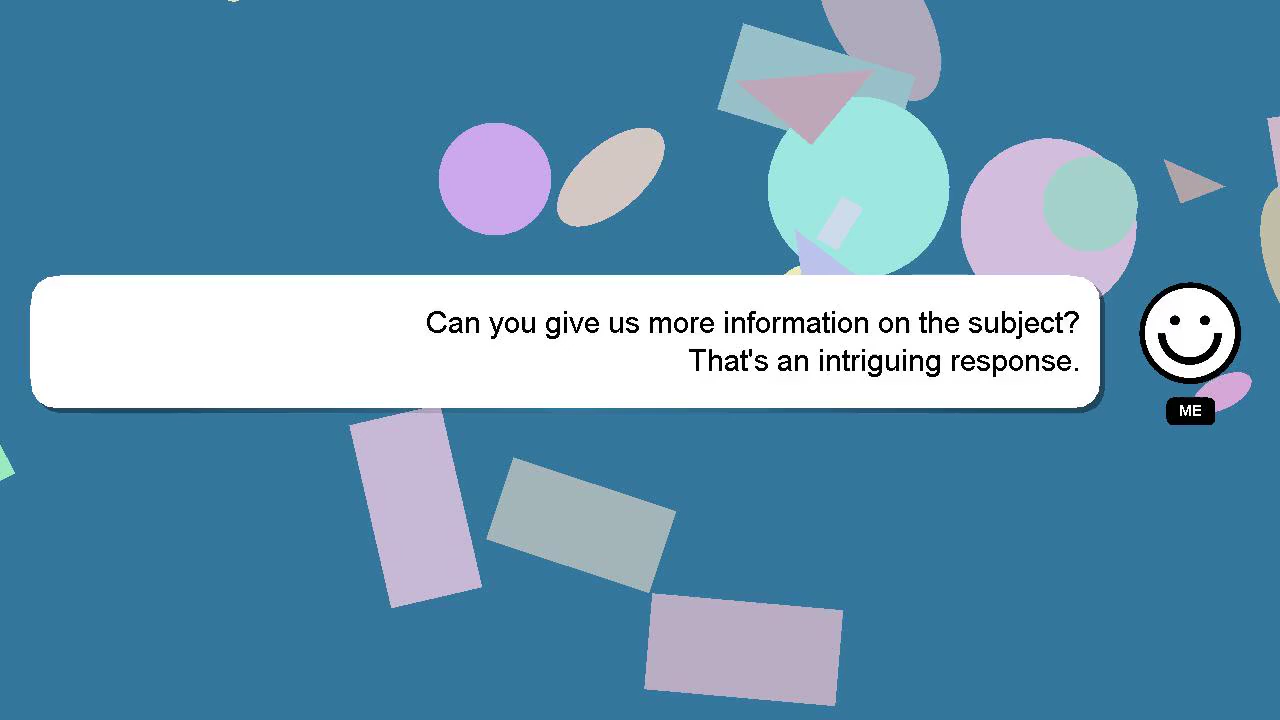 Can you give us more information on the subject?
That's an intriguing response.
ME